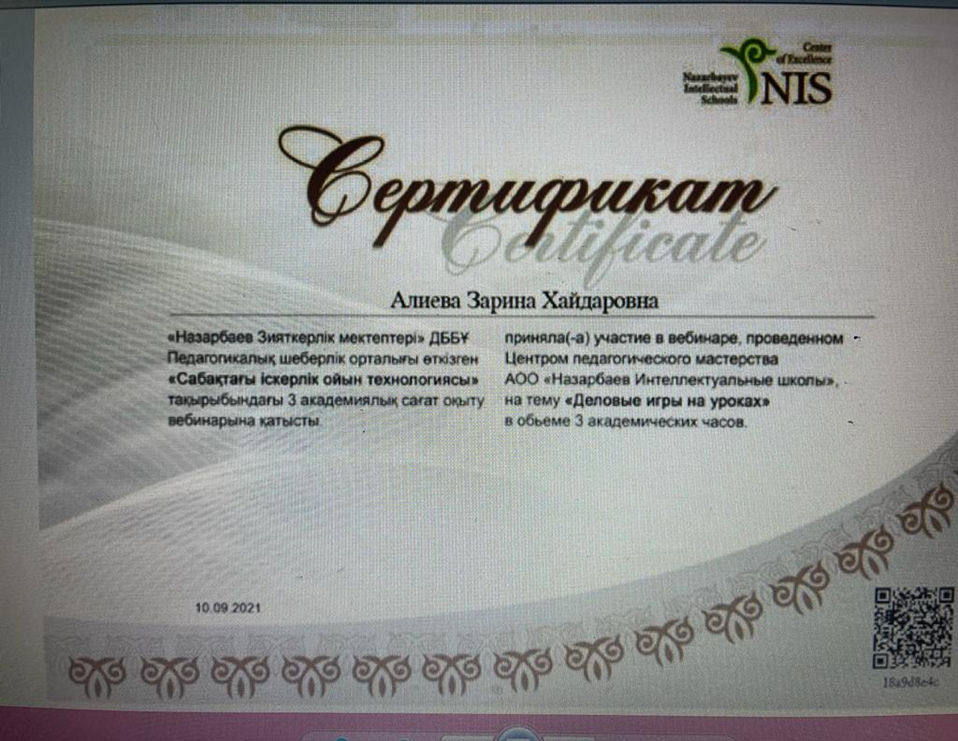 Center
of Excellence
Nazarbayev
Intellectual
Schools
NIS
Сертификат
Certificate
Алиева Зарина Хайдаровна
«Назарбаев Зияткерлік мектептері» ДББҰ
Педагогикалық шеберлік орталығы өткізген
«Сабақтағы іскерлік ойын технологиясы»
тақырыбындағы 3 академиялық сағат оқыту
вебинарына қатысты.
приняла(-а) участие в вебинаре, проведенном
Центром педагогического мастерства
АОО «Назарбаев Интеллектуальные школы»,
на тему «Деловые игры на уроках»
в обьеме 3 академических часов.
10.09.2021
18a9d8e4c